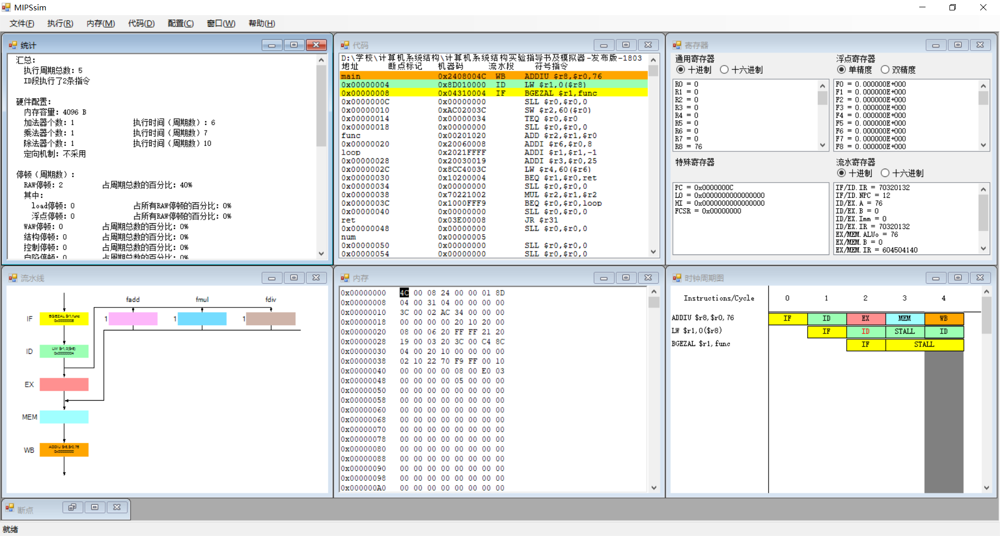 MIPSsim
文件(F) 执行(R) 内存(M) 代码(D) 配置(C) 窗口(W) 帮助(H)
统计
汇总:
执行周期总数: 5
ID段执行了2条指令
硬件配置:
内存容量: 4096 B
加法器个数: 1 执行时间（周期数）: 6
乘法器个数: 1 执行时间（周期数）7
除法器个数: 1 执行时间（周期数）10
定向机制: 不采用
停顿（周期数）:
RAW停顿: 2 占周期总数的百分比: 40%
其中:
load停顿: 0 占所有RAW停顿的百分比: 0%
浮点停顿: 0 占所有RAW停顿的百分比: 0%
WAW停顿: 0 占周期总数的百分比: 0%
结构停顿: 0 占周期总数的百分比: 0%
控制停顿: 0 占周期总数的百分比: 0%
自陷停顿: 0 占周期总数的百分比: 0%
代码
D:\学校\计算机系统结构\计算机系统结构实验指导书及模拟器-发布版-1803
地址 断点标记 机器码 流水段 符号指令
main 0x2408004C WB ADDIU $r8,$r0,76
0x00000004 0x8D010000 ID LW $r1,0($r8)
0x00000008 0x04310004 IF BGEZAL $r1,func
0x0000000C 0x00000000 SLL $r0,$r0,0
0x00000010 0xAC02003C SW $r2,60($r0)
0x00000014 0x00000034 TEQ $r0,$r0
0x00000018 0x00000000 SLL $r0,$r0,0
func 0x00201020 ADD $r2,$r1,$r0
0x00000020 0x20060008 ADDI $r6,$r0,8
loop 0x2021FFFF ADDI $r1,$r1,-1
0x00000028 0x20030019 ADDI $r3,$r0,25
0x0000002C 0x8CC4003C LW $r4,60($r6)
0x00000030 0x10200004 BEQ $r1,$r0,ret
0x00000034 0x00000000 SLL $r0,$r0,0
0x00000038 0x70221002 MUL $r2,$r1,$r2
0x0000003C 0x1000FFF9 BEQ $r0,$r0,loop
0x00000040 0x00000000 SLL $r0,$r0,0
ret 0x03E00008 JR $r31
0x00000048 0x00000000 SLL $r0,$r0,0
num 0x00000005
0x00000050 0x00000000 SLL $r0,$r0,0
0x00000054 0x00000000 SLL $r0,$r0,0
寄存器
通用寄存器 浮点寄存器
十进制 十六进制 单精度 双精度
R0 = 0
R1 = 0
R2 = 0
R3 = 0
R4 = 0
R5 = 0
R6 = 0
R7 = 0
R8 = 76
F0 = 0.000000E+000
F1 = 0.000000E+000
F2 = 0.000000E+000
F3 = 0.000000E+000
F4 = 0.000000E+000
F5 = 0.000000E+000
F6 = 0.000000E+000
F7 = 0.000000E+000
F8 = 0.000000E+000
特殊寄存器 流水寄存器
十进制 十六进制
PC = 0x0000000C
LO = 0x0000000000000000
HI = 0x0000000000000000
FCSR = 0x00000000
IF/ID.IR = 70320132
IF/ID.NPC = 12
ID/EX.A = 76
ID/EX.B = 0
ID/EX.Imm = 0
ID/EX.IR = 70320132
EX/MEM.ALUo = 76
EX/MEM.B = 0
EX/MEM.IR = 604504140
流水线
fadd fmul fdiv
IF BGEZAL $r1,func 1 1 1
0x00000008
ID LW $r1,0($r8)
0x00000004
EX
MEM
WB ADDIU $r8,$r0,76
0x00000000
内存
0x00000000 4C 00 08 24 00 00 01 8D
0x00000008 04 00 31 04 00 00 00 00
0x00000010 3C 00 02 AC 34 00 00 00
0x00000018 00 00 00 00 20 10 20 00
0x00000020 08 00 06 20 FF FF 21 20
0x00000028 19 00 03 20 3C 00 C4 8C
0x00000030 04 00 20 10 00 00 00 00
0x00000038 02 10 22 70 F9 FF 00 10
0x00000040 00 00 00 00 08 00 E0 03
0x00000048 00 00 00 00 05 00 00 00
0x00000050 00 00 00 00 00 00 00 00
0x00000058 00 00 00 00 00 00 00 00
0x00000060 00 00 00 00 00 00 00 00
0x00000068 00 00 00 00 00 00 00 00
0x00000070 00 00 00 00 00 00 00 00
0x00000078 00 00 00 00 00 00 00 00
0x00000080 00 00 00 00 00 00 00 00
0x00000088 00 00 00 00 00 00 00 00
0x00000090 00 00 00 00 00 00 00 00
0x00000098 00 00 00 00 00 00 00 00
0x000000A0 00 00 00 00 00 00 00 00
时钟周期图
Instructions/Cycle 0 1 2 3 4
ADDIU $r8,$r0,76 IF ID EX MEM WB
LW $r1,0($r8) IF ID STALL ID
BGEZAL $r1,func IF STALL
断点
就绪